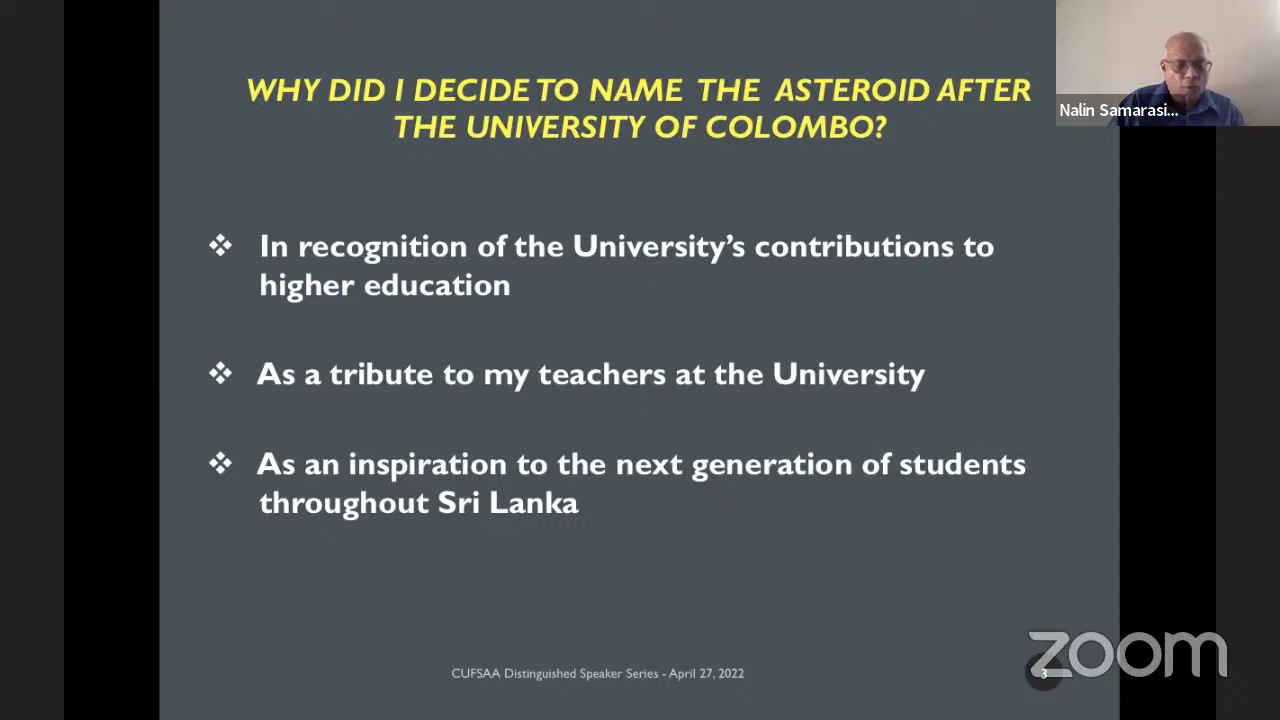 WHY DID I DECIDE TO NAME THE ASTEROID AFTER
THE UNIVERSITY OF COLOMBO?
Nalin Samarasi...
❖ In recognition of the University’s contributions to
higher education
❖ As a tribute to my teachers at the University
❖ As an inspiration to the next generation of students
throughout Sri Lanka
CUFSAA Distinguished Speaker Series - April 27, 2022
3
zoom